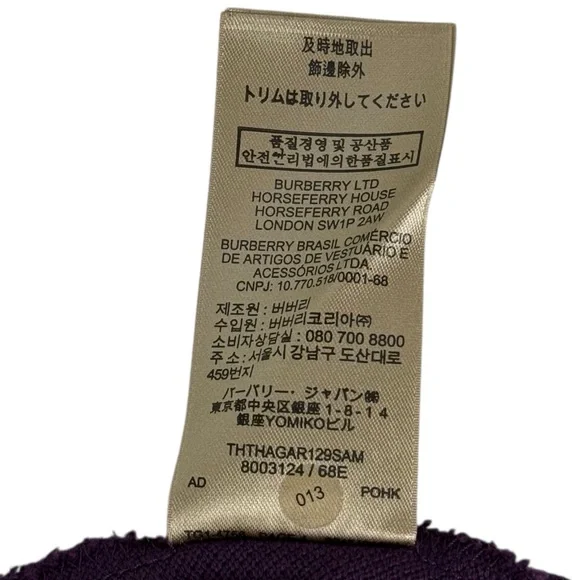 及時地取出
飾邊除外
トリムは取り外してください
품질경영 및 공산품
안전관리법에의한품질표시
BURBERRY LTD
HORSEFERRY HOUSE
HORSEFERRY ROAD
LONDON SW1P 2AW
BURBERRY BRASIL COMÉRCIO
DE ARTIGOS DE VESTUÁRIO E
ACESSÓRIOS LTDA
CNPJ: 10.770.518/0001-68
제조원 : 버버리
수입원 : 버버리코리아㈜
소비자상담실 : 080 700 8800
주 소 : 서울시 강남구 도산대로
459번지
バーバリー・ジャパン㈱
東京都中央区銀座1-8-14
銀座YOMIKOビル
THTHAGAR129SAM
8003124 / 68E
AD 013 POHK